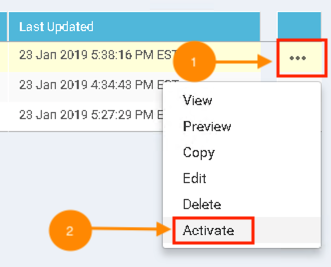 Last Updated
23 Jan 2019 5:38:16 PM EST
1
•••
23 Jan 2019 4:34:43 PM EST
23 Jan 2019 5:27:29 PM E
View
Preview
Copy
Edit
Delete
2
Activate